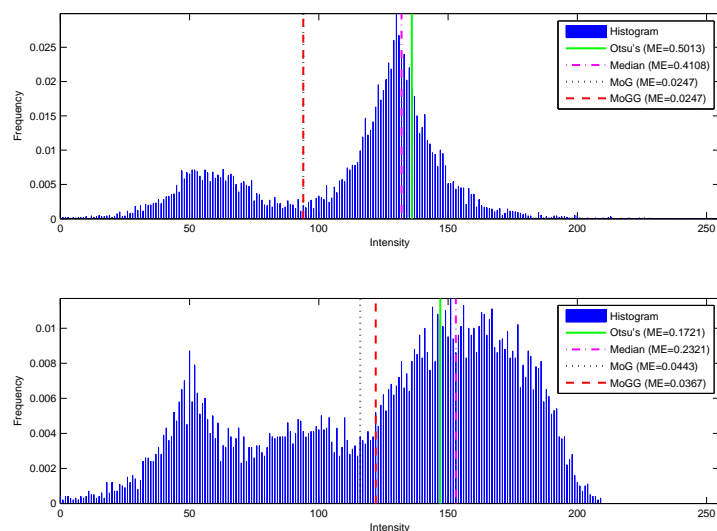 0.025
0.02
0.015
0.01
0.005
0
Frequency
0 50 100 150 200 250
Intensity
Histogram
Otsu's (ME=0.5013)
Median (ME=0.4108)
MoG (ME=0.0247)
MoGG (ME=0.0247)
0.01
0.008
0.006
0.004
0.002
0
Frequency
0 50 100 150 200 250
Intensity
Histogram
Otsu's (ME=0.1721)
Median (ME=0.2321)
MoG (ME=0.0443)
MoGG (ME=0.0367)